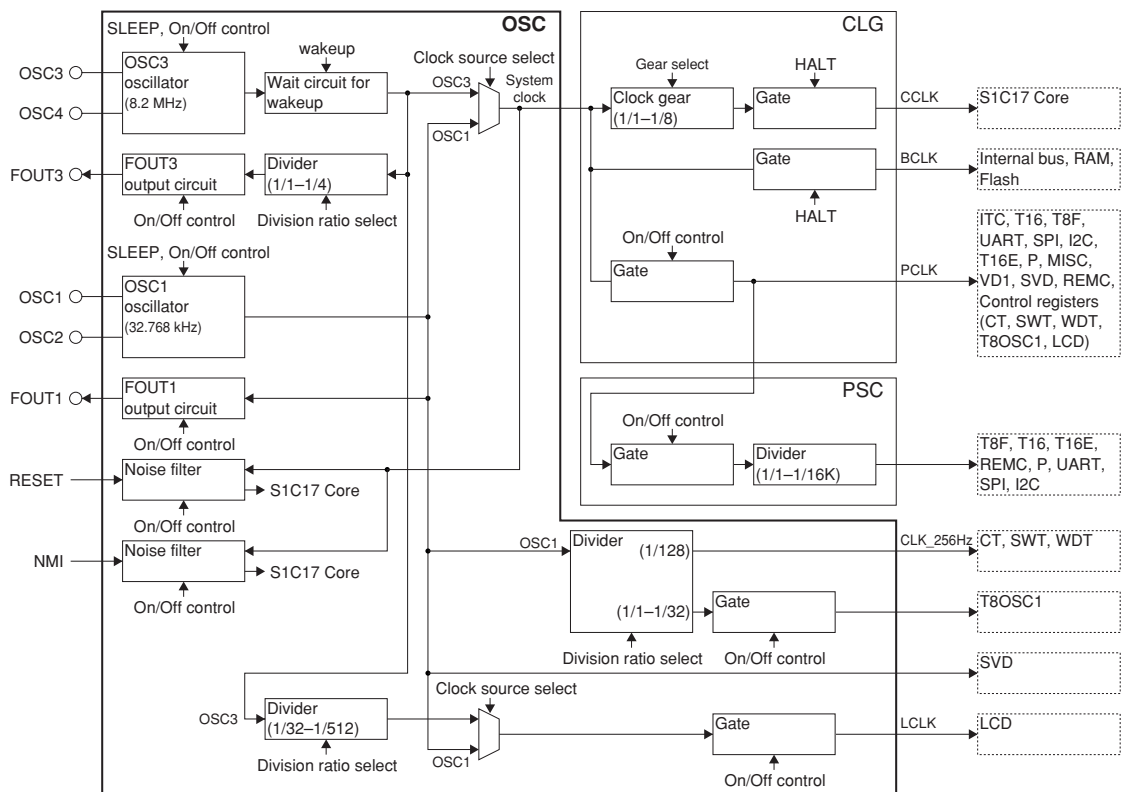 OSC
CLG
SLEEP, On/Off control
OSC3
OSC4
OSC3
oscillator
(8.2 MHz)
wakeup
Wait circuit for
wakeup
Clock source select
OSC3
OSC1
System
clock
Gear select
Clock gear
(1/1–1/8)
HALT
Gate
CCLK
S1C17 Core
FOUT3
FOUT3
output circuit
On/Off control
Divider
(1/1–1/4)
Division ratio select
Gate
HALT
BCLK
Internal bus, RAM,
Flash
SLEEP, On/Off control
OSC1
OSC2
OSC1
oscillator
(32.768 kHz)
On/Off control
Gate
PCLK
ITC, T16, T8F,
UART, SPI, I2C,
T16E, P, MISC,
VD1, SVD, REMC,
Control registers
(CT, SWT, WDT,
T8OSC1, LCD)
FOUT1
FOUT1
output circuit
On/Off control
PSC
On/Off control
Gate
Divider
(1/1–1/16K)
T8F, T16, T16E,
REMC, P, UART,
SPI, I2C
RESET
Noise filter
S1C17 Core
On/Off control
NMI
Noise filter
S1C17 Core
On/Off control
OSC1
Divider
(1/128)
(1/1–1/32)
Division ratio select
CLK_256Hz
CT, SWT, WDT
Gate
On/Off control
T8OSC1
SVD
OSC3
Divider
(1/32–1/512)
Division ratio select
Clock source select
OSC1
Gate
On/Off control
LCLK
LCD